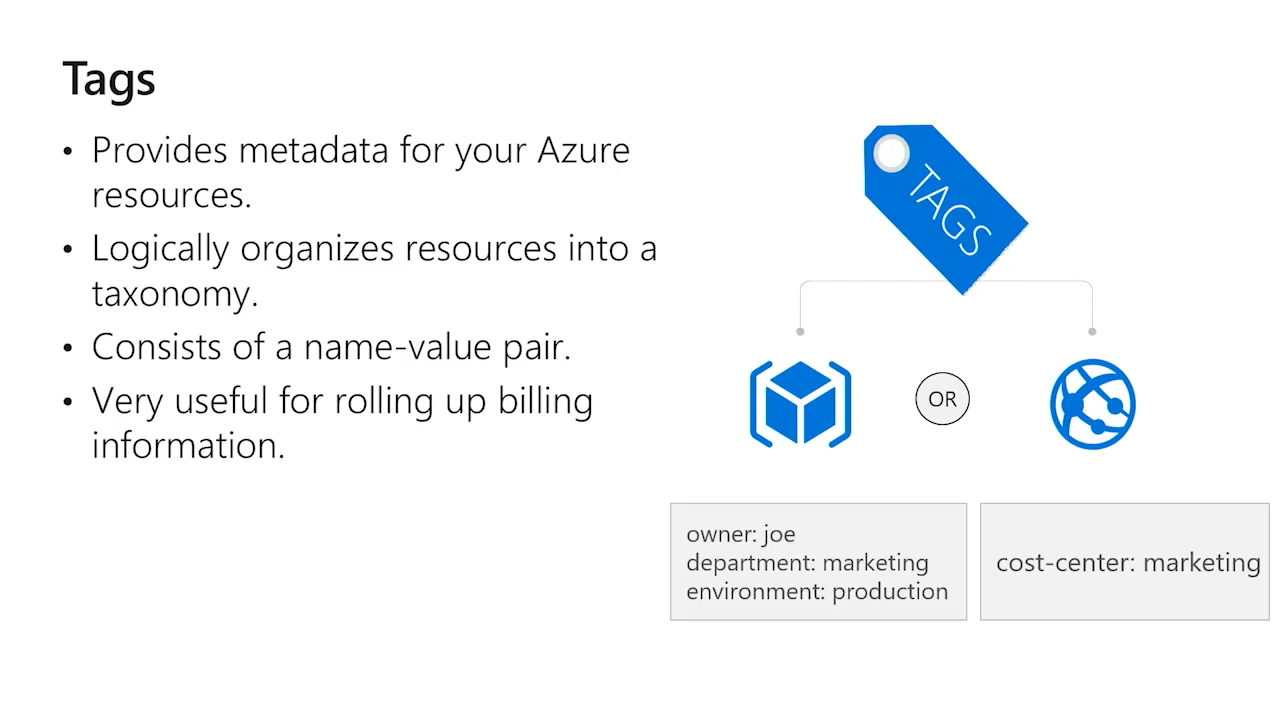 Tags
• Provides metadata for your Azure
resources.
• Logically organizes resources into a
taxonomy.
• Consists of a name-value pair.
• Very useful for rolling up billing
information.
TAGS
OR
owner: joe
department: marketing
environment: production
cost-center: marketing